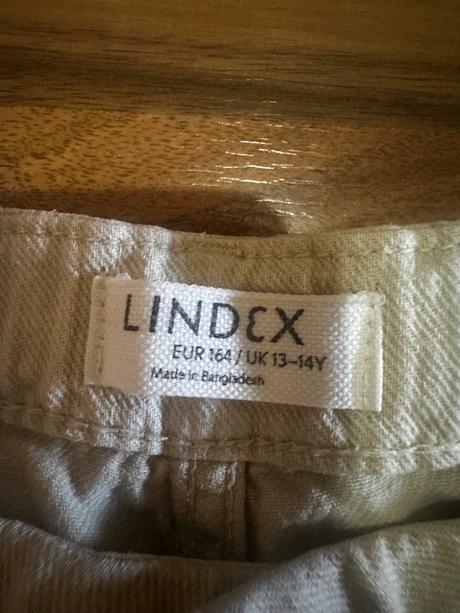 LINDEX
EUR 164 / UK 13–14Y
Made in Bangladesh